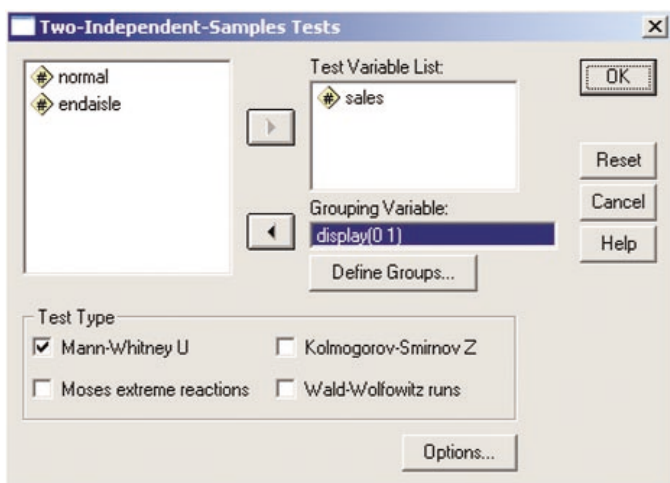 Two-Independent-Samples Tests
normal
endaisle
Test Variable List:
sales
Grouping Variable:
display(0 1)
Define Groups...
OK
Reset
Cancel
Help
Test Type
Mann-Whitney U
Kolmogorov-Smirnov Z
Moses extreme reactions
Wald-Wolfowitz runs
Options...